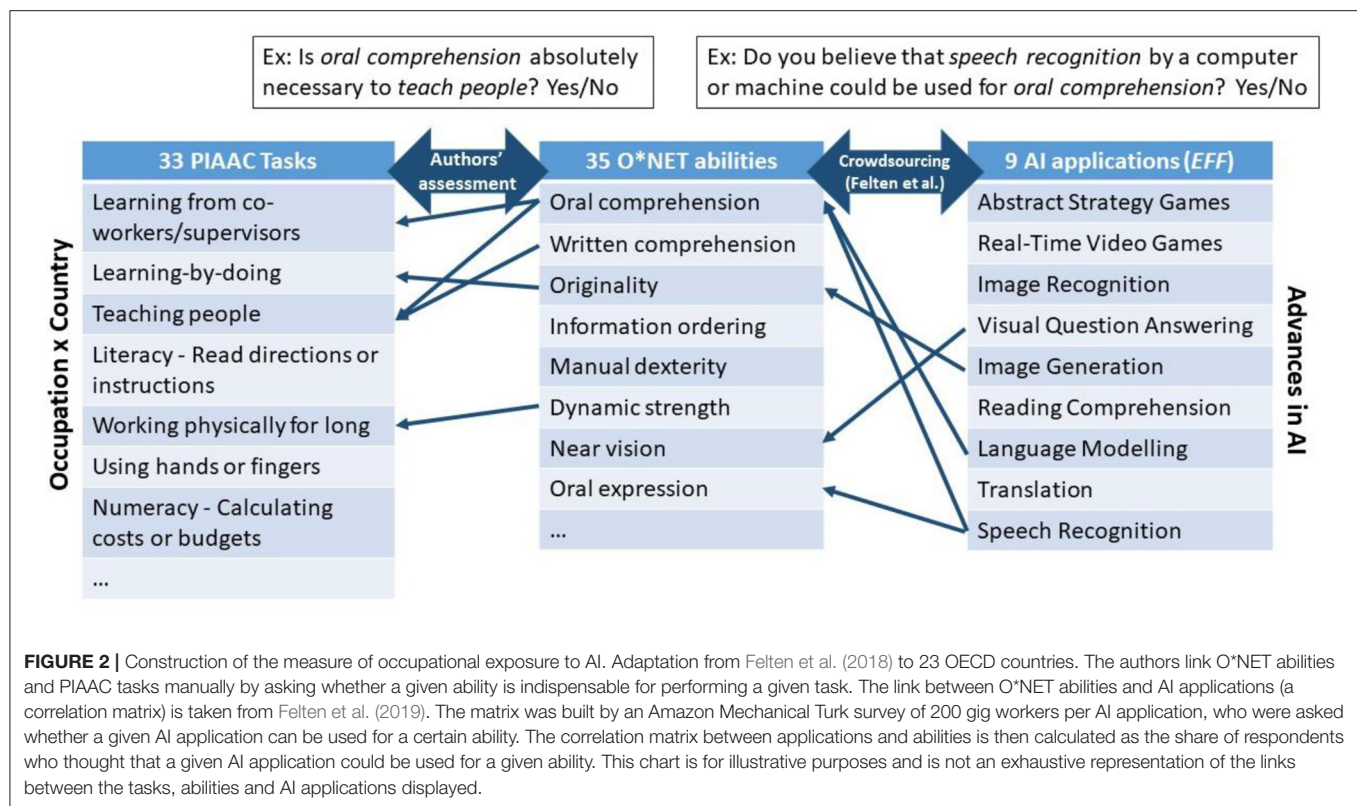 Ex: Is oral comprehension absolutely
necessary to teach people? Yes/No
Ex: Do you believe that speech recognition by a computer
or machine could be used for oral comprehension? Yes/No
Occupation x Country
33 PIAAC Tasks
Learning from co-
workers/supervisors
Learning-by-doing
Teaching people
Literacy - Read directions or
instructions
Working physically for long
Using hands or fingers
Numeracy - Calculating
costs or budgets
...
Authors’
assessment
35 O*NET abilities
Oral comprehension
Written comprehension
Originality
Information ordering
Manual dexterity
Dynamic strength
Near vision
Oral expression
...
Crowdsourcing
(Felten et al.)
9 AI applications (EFF)
Abstract Strategy Games
Real-Time Video Games
Image Recognition
Visual Question Answering
Image Generation
Reading Comprehension
Language Modelling
Translation
Speech Recognition
Advances in AI
FIGURE 2 | Construction of the measure of occupational exposure to AI. Adaptation from Felten et al. (2018) to 23 OECD countries. The authors link O*NET abilities
and PIAAC tasks manually by asking whether a given ability is indispensable for performing a given task. The link between O*NET abilities and AI applications (a
correlation matrix) is taken from Felten et al. (2019). The matrix was built by an Amazon Mechanical Turk survey of 200 gig workers per AI application, who were asked
whether a given AI application can be used for a certain ability. The correlation matrix between applications and abilities is then calculated as the share of respondents
who thought that a given AI application could be used for a given ability. This chart is for illustrative purposes and is not an exhaustive representation of the links
between the tasks, abilities and AI applications displayed.